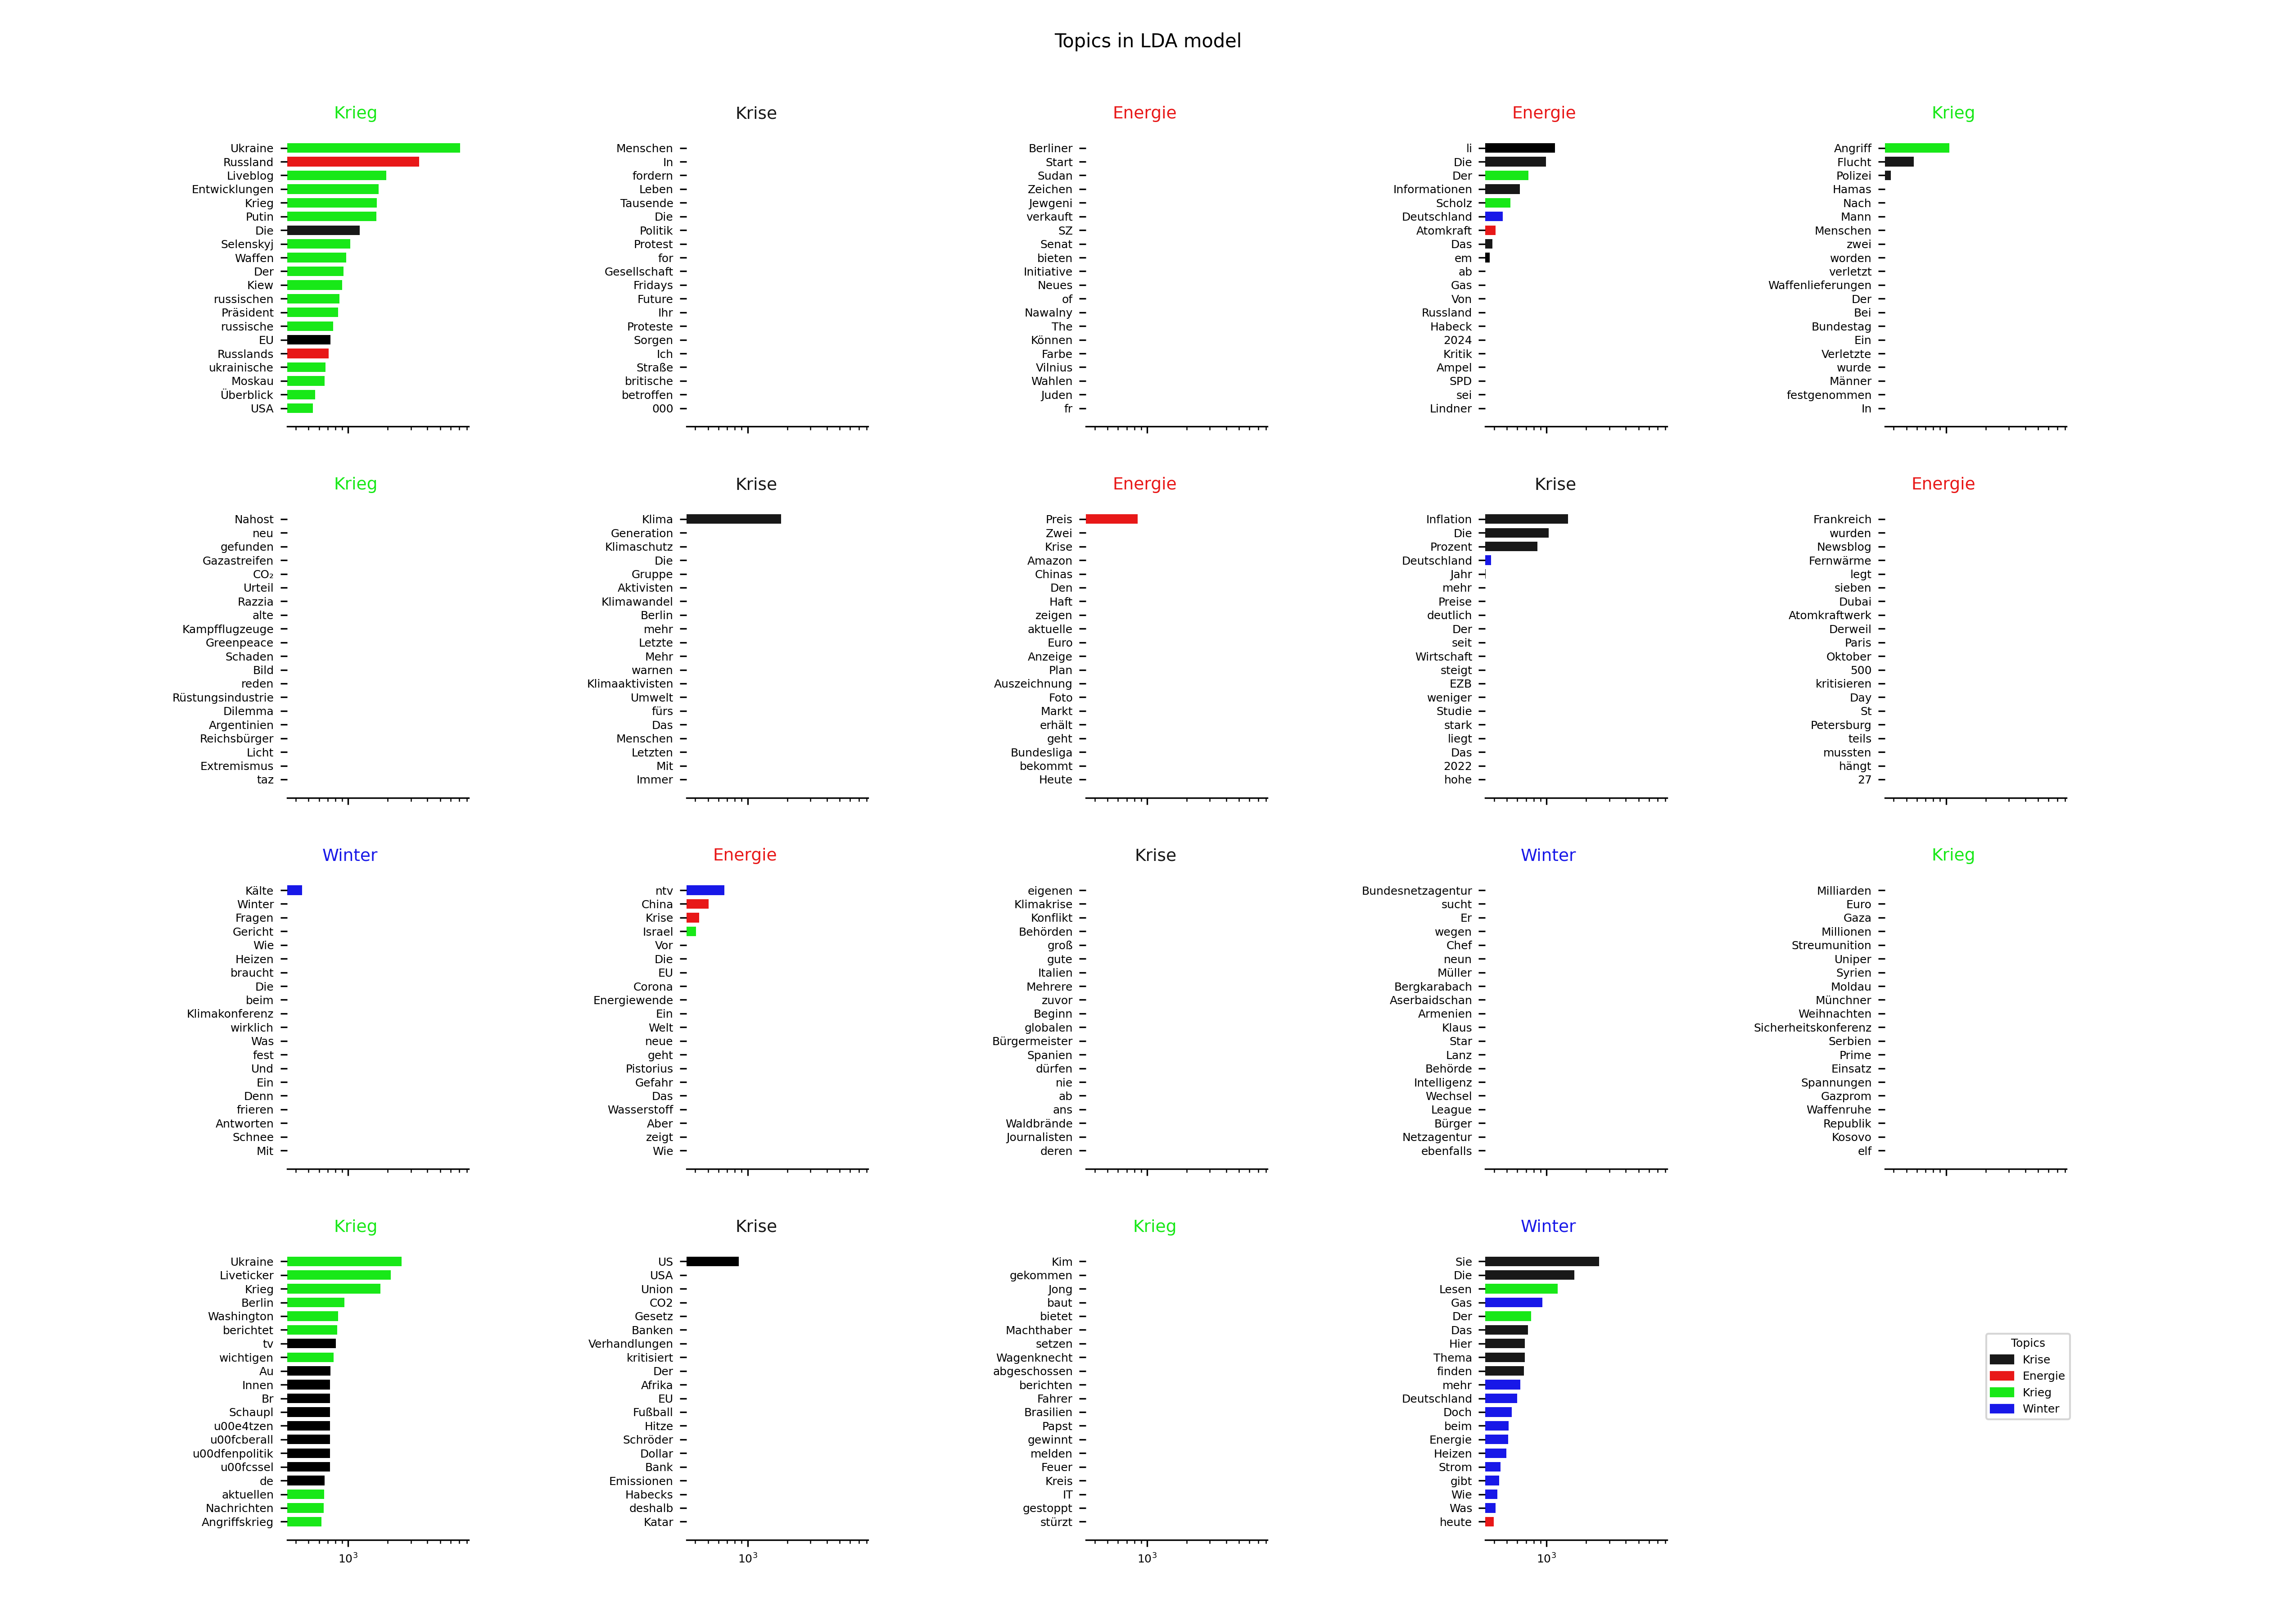 Topics in LDA model
Krieg
Ukraine
Russland
Liveblog
Entwicklungen
Krieg
Putin
Die
Selenskyj
Waffen
Der
Kiew
russischen
Präsident
russische
EU
Russlands
ukrainische
Moskau
Überblick
USA
Krise
Menschen
In
fordern
Leben
Tausende
Die
Politik
Protest
for
Gesellschaft
Fridays
Future
Ihr
Proteste
Sorgen
Ich
Straße
britische
betroffen
000
Energie
Berliner
Start
Sudan
Zeichen
Jewgeni
verkauft
SZ
Senat
bieten
Initiative
Neues
of
Nawalny
The
Können
Farbe
Vilnius
Wahlen
Juden
fr
Energie
li
Die
Der
Informationen
Scholz
Deutschland
Atomkraft
Das
em
ab
Gas
Von
Russland
Habeck
2024
Kritik
Ampel
SPD
sei
Lindner
Krieg
Angriff
Flucht
Polizei
Hamas
Nach
Mann
Menschen
zwei
worden
verletzt
Waffenlieferungen
Der
Bei
Bundestag
Ein
Verletzte
wurde
Männer
festgenommen
In
Krieg
Nahost
neu
gefunden
Gazastreifen
CO₂
Urteil
Razzia
alte
Kampfflugzeuge
Greenpeace
Schaden
Bild
reden
Rüstungsindustrie
Dilemma
Argentinien
Reichsbürger
Licht
Extremismus
taz
Krise
Klima
Generation
Klimaschutz
Die
Gruppe
Aktivisten
Klimawandel
Berlin
mehr
Letzte
Mehr
warnen
Klimaaktivisten
Umwelt
fürs
Das
Menschen
Letzten
Mit
Immer
Energie
Preis
Zwei
Krise
Amazon
Chinas
Den
Haft
zeigen
aktuelle
Euro
Anzeige
Plan
Auszeichnung
Foto
Markt
erhält
geht
Bundesliga
bekommt
Heute
Krise
Inflation
Die
Prozent
Deutschland
Jahr
mehr
Preise
deutlich
Der
seit
Wirtschaft
steigt
EZB
weniger
Studie
stark
liegt
Das
2022
hohe
Energie
Frankreich
wurden
Newsblog
Fernwärme
legt
sieben
Dubai
Atomkraftwerk
Derweil
Paris
Oktober
500
kritisieren
Day
St
Petersburg
teils
mussten
hängt
27
Winter
Kälte
Winter
Fragen
Gericht
Wie
Heizen
braucht
Die
beim
Klimakonferenz
wirklich
Was
fest
Und
Ein
Denn
frieren
Antworten
Schnee
Mit
Energie
ntv
China
Krise
Israel
Vor
Die
EU
Corona
Energiewende
Ein
Welt
neue
geht
Pistorius
Gefahr
Das
Wasserstoff
Aber
zeigt
Wie
Krise
eigenen
Klimakrise
Konflikt
Behörden
groß
gute
Italien
Mehrere
zuvor
Beginn
globalen
Bürgermeister
Spanien
dürfen
nie
ab
ans
Waldbrände
Journalisten
deren
Winter
Bundesnetzagentur
sucht
Er
wegen
Chef
neun
Müller
Bergkarabach
Aserbaidschan
Armenien
Klaus
Star
Lanz
Behörde
Intelligenz
Wechsel
League
Bürger
Netzagentur
ebenfalls
Krieg
Milliarden
Euro
Gaza
Millionen
Streumunition
Uniper
Syrien
Moldau
Münchner
Weihnachten
Sicherheitskonferenz
Serbien
Prime
Einsatz
Spannungen
Gazprom
Waffenruhe
Republik
Kosovo
elf
Krieg
Ukraine
Liveticker
Krieg
Berlin
Washington
berichtet
tv
wichtigen
Au
Innen
Br
Schaupl
u00e4tzen
u00fcberall
u00dfenpolitik
u00fcssel
de
aktuellen
Nachrichten
Angriffskrieg
10³
Krise
US
USA
Union
CO2
Gesetz
Banken
Verhandlungen
kritisiert
Der
Afrika
EU
Fußball
Hitze
Schröder
Dollar
Bank
Emissionen
Habecks
deshalb
Katar
10³
Krieg
Kim
gekommen
Jong
baut
bietet
Machthaber
setzen
Wagenknecht
abgeschossen
berichten
Fahrer
Brasilien
Papst
gewinnt
melden
Feuer
Kreis
IT
gestoppt
stürzt
10³
Winter
Sie
Die
Lesen
Gas
Der
Das
Hier
Thema
finden
mehr
Deutschland
Doch
beim
Energie
Heizen
Strom
gibt
Wie
Was
heute
10³
Topics
Krise
Energie
Krieg
Winter